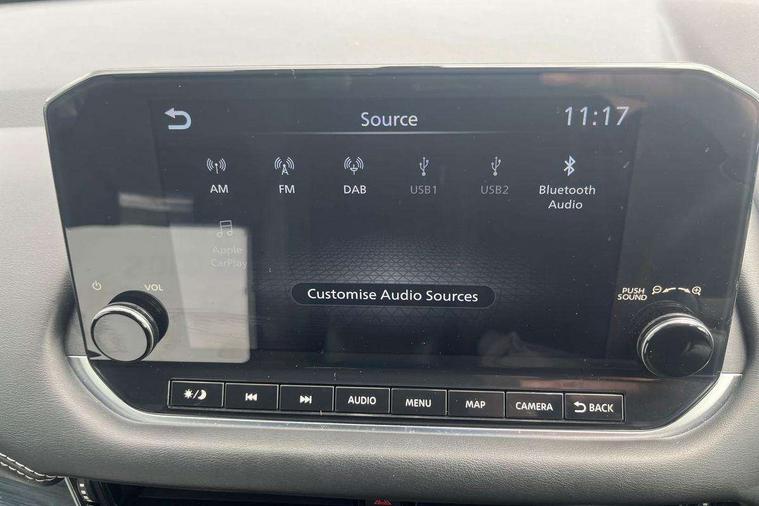 Source
11:17
AM
FM
DAB
USB1
USB2
Bluetooth
Audio
Apple
CarPlay
Customise Audio Sources
VOL
PUSH
SOUND
AUDIO
MENU
MAP
CAMERA
BACK